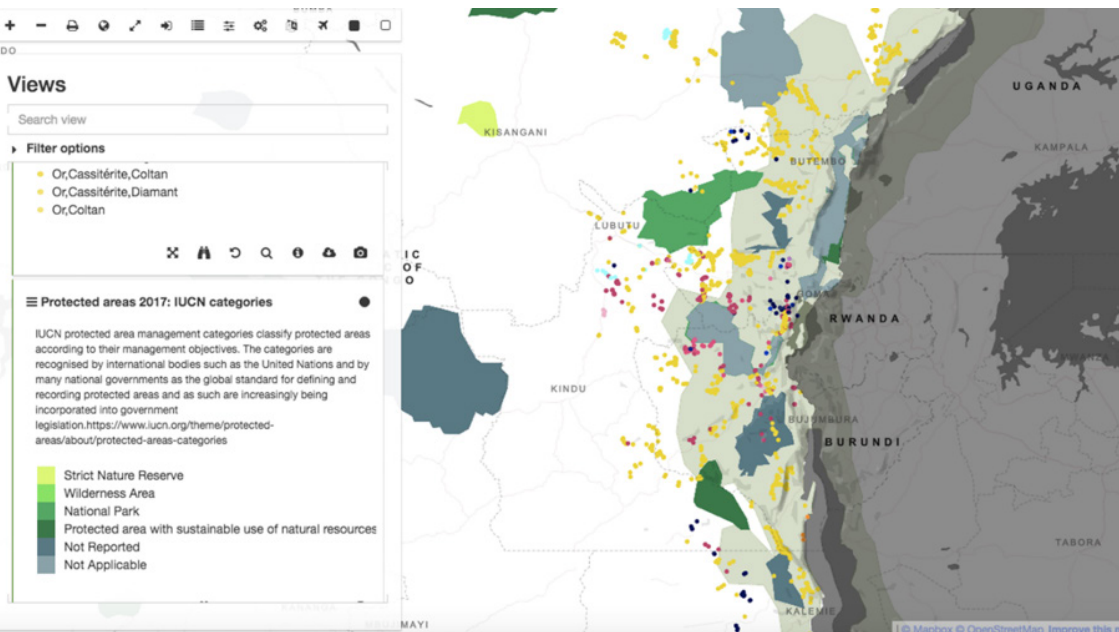 DO
Views
Search view
Filter options
Or,Cassitérite,Coltan
Or,Cassitérite,Diamant
Or,Coltan
Protected areas 2017: IUCN categories
IUCN protected area management categories classify protected areas
according to their management objectives. The categories are
recognised by international bodies such as the United Nations and by
many national governments as the global standard for defining and
recording protected areas and as such are increasingly being
incorporated into government
legislation.https://www.iucn.org/theme/protected-
areas/about/protected-areas-categories
Strict Nature Reserve
Wilderness Area
National Park
Protected area with sustainable use of natural resources
Not Reported
Not Applicable
UGANDA
KISANGANI
KAMPALA
BUTEMBO
LUBUTU
IC
OF
O
GOMA
RWANDA
MWANZA
KINDU
BUJUMBURA
BURUNDI
TABORA
KALEMIE
MAYI
© Mapbox © OpenStreetMap Improve this